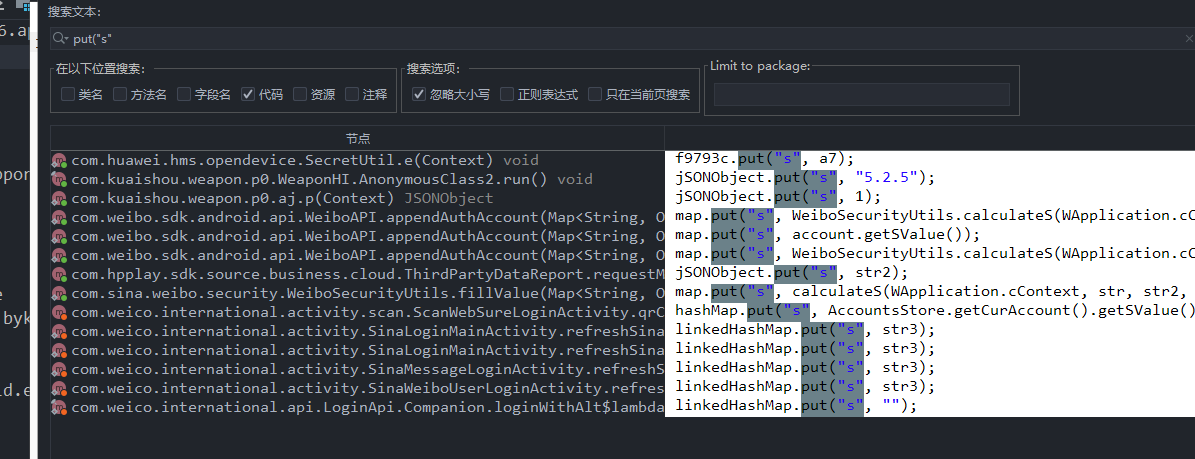 搜索文本：
put("s"
在以下位置搜索：
类名 方法名 字段名 代码 资源 注释
搜索选项：
忽略大小写 正则表达式 只在当前页搜索
Limit to package:
节点
com.huawei.hms.opendevice.SecretUtil.e(Context) void f9793c.put("s", a7);
com.kuaishou.weapon.p0.WeaponHI.AnonymousClass2.run() void jSONObject.put("s", "5.2.5");
com.kuaishou.weapon.p0.aj.p(Context) JSONObject jSONObject.put("s", 1);
com.weibo.sdk.android.api.WeiboAPI.appendAuthAccount(Map<String, O map.put("s", WeiboSecurityUtils.calculateS(WApplication.cC
com.weibo.sdk.android.api.WeiboAPI.appendAuthAccount(Map<String, O map.put("s", account.getSValue());
com.weibo.sdk.android.api.WeiboAPI.appendAuthAccount(Map<String, O map.put("s", WeiboSecurityUtils.calculateS(WApplication.cC
com.hpplay.sdk.source.business.cloud.ThirdPartyDataReport.requestM jSONObject.put("s", str2);
com.sina.weibo.security.WeiboSecurityUtils.fillValue(Map<String, O map.put("s", calculateS(WApplication.cContext, str, str2,
com.weico.international.activity.scan.ScanWebSureLoginActivity.qrC hashMap.put("s", AccountsStore.getCurAccount().getSValue()
com.weico.international.activity.SinaLoginMainActivity.refreshSina linkedHashMap.put("s", str3);
com.weico.international.activity.SinaLoginMainActivity.refreshSina linkedHashMap.put("s", str3);
com.weico.international.activity.SinaMessageLoginActivity.refreshS linkedHashMap.put("s", str3);
com.weico.international.activity.SinaWeiboUserLoginActivity.refres linkedHashMap.put("s", str3);
com.weico.international.api.LoginApi.Companion.loginWithAlt$lambda linkedHashMap.put("s", "");